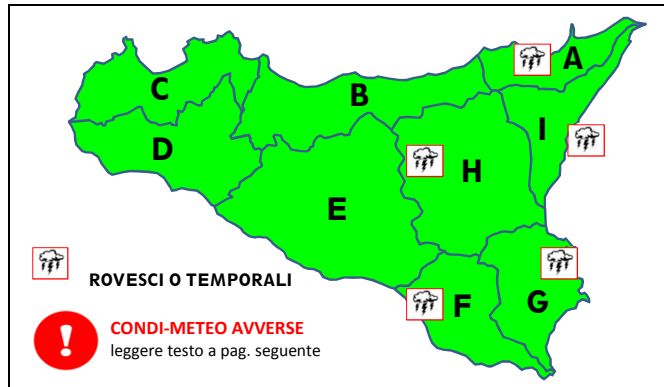 A
C
B
I
D
H
E
ROVESCI O TEMPORALI
F
G
CONDI-METEO AVVERSE
leggere testo a pag. seguente